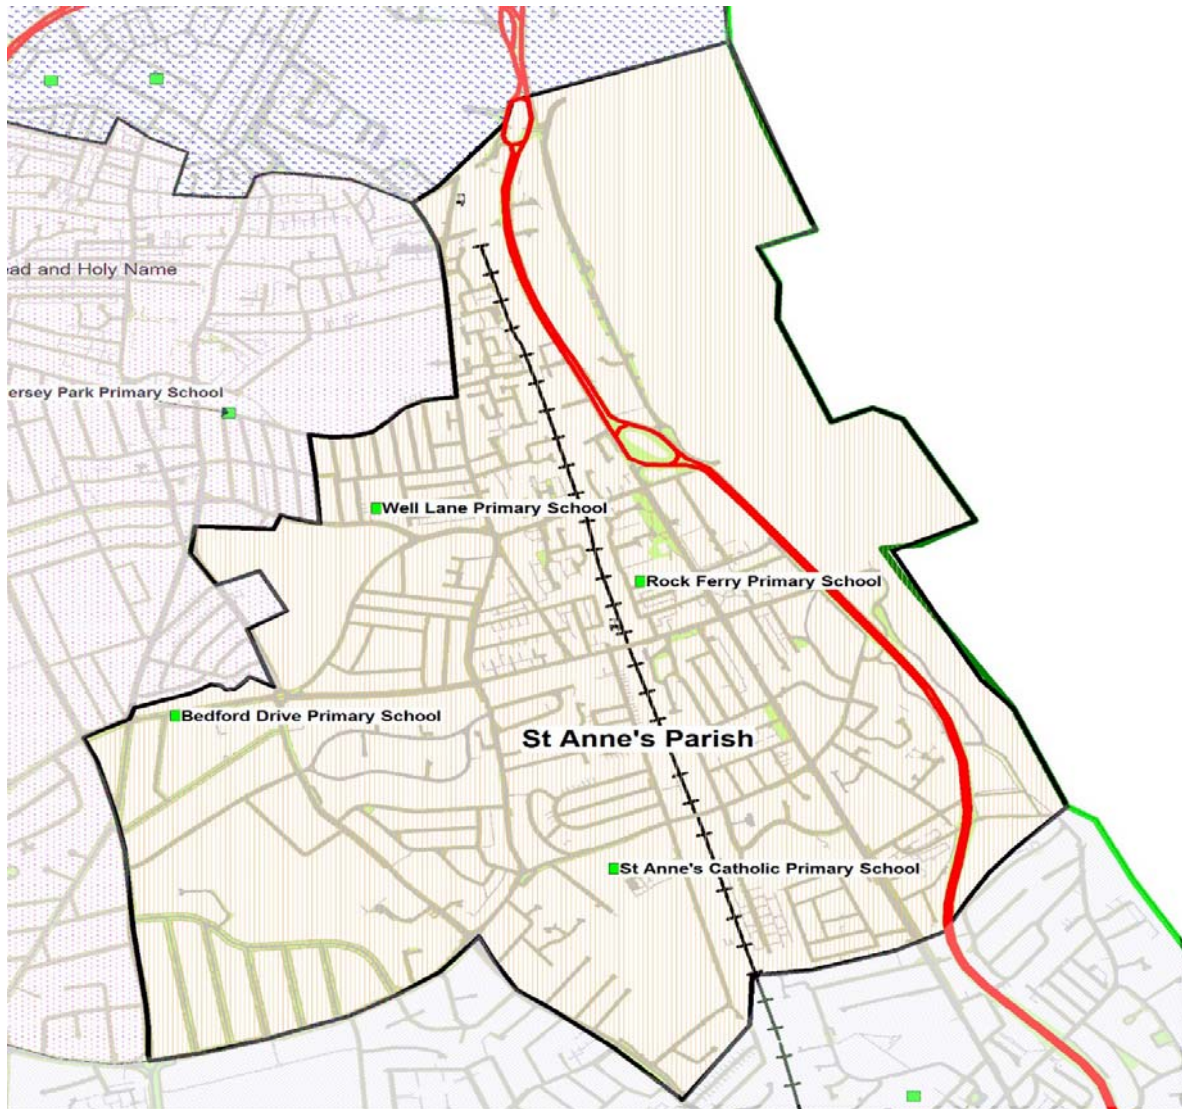 ead and Holy Name
ersey Park Primary School
Well Lane Primary School
Rock Ferry Primary School
Bedford Drive Primary School
St Anne's Parish
St Anne's Catholic Primary School